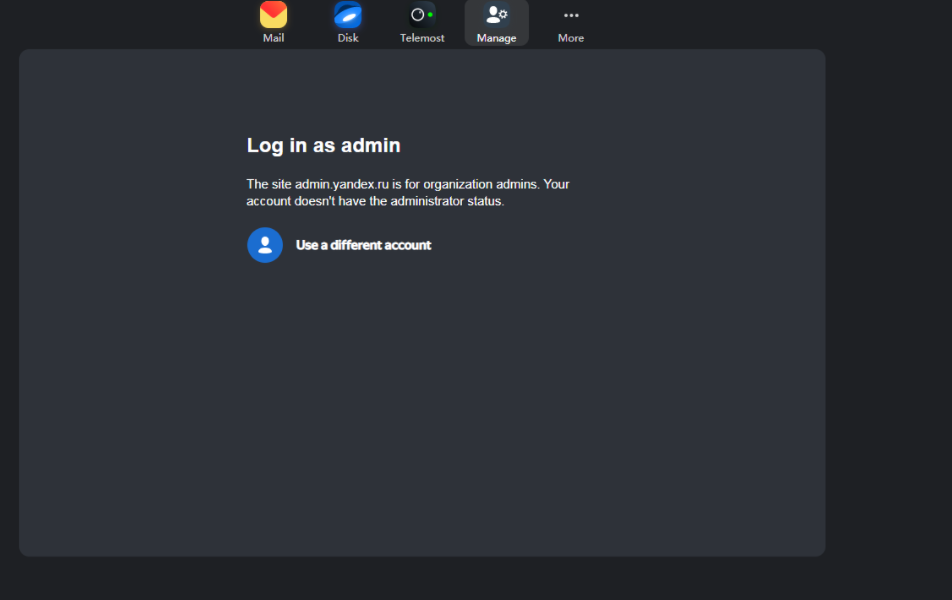 Mail
Disk
Telemost
Manage
More
Log in as admin
The site admin.yandex.ru is for organization admins. Your
account doesn't have the administrator status.
Use a different account